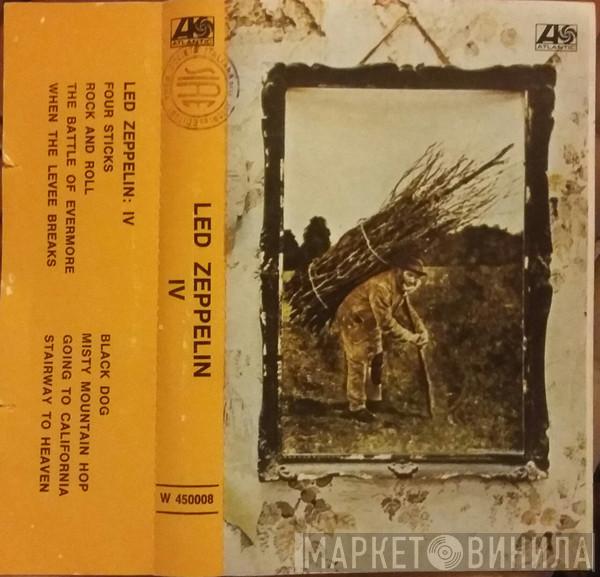 LED ZEPPELIN: IV
FOUR STICKS
ROCK AND ROLL
THE BATTLE OF EVERMORE
WHEN THE LEVEE BREAKS
BLACK DOG
MISTY MOUNTAIN HOP
GOING TO CALIFORNIA
STAIRWAY TO HEAVEN
ATLANTIC
SIAE
LED ZEPPELIN
IV
W 450008
ATLANTIC
МАРКЕТ ВИНИЛА